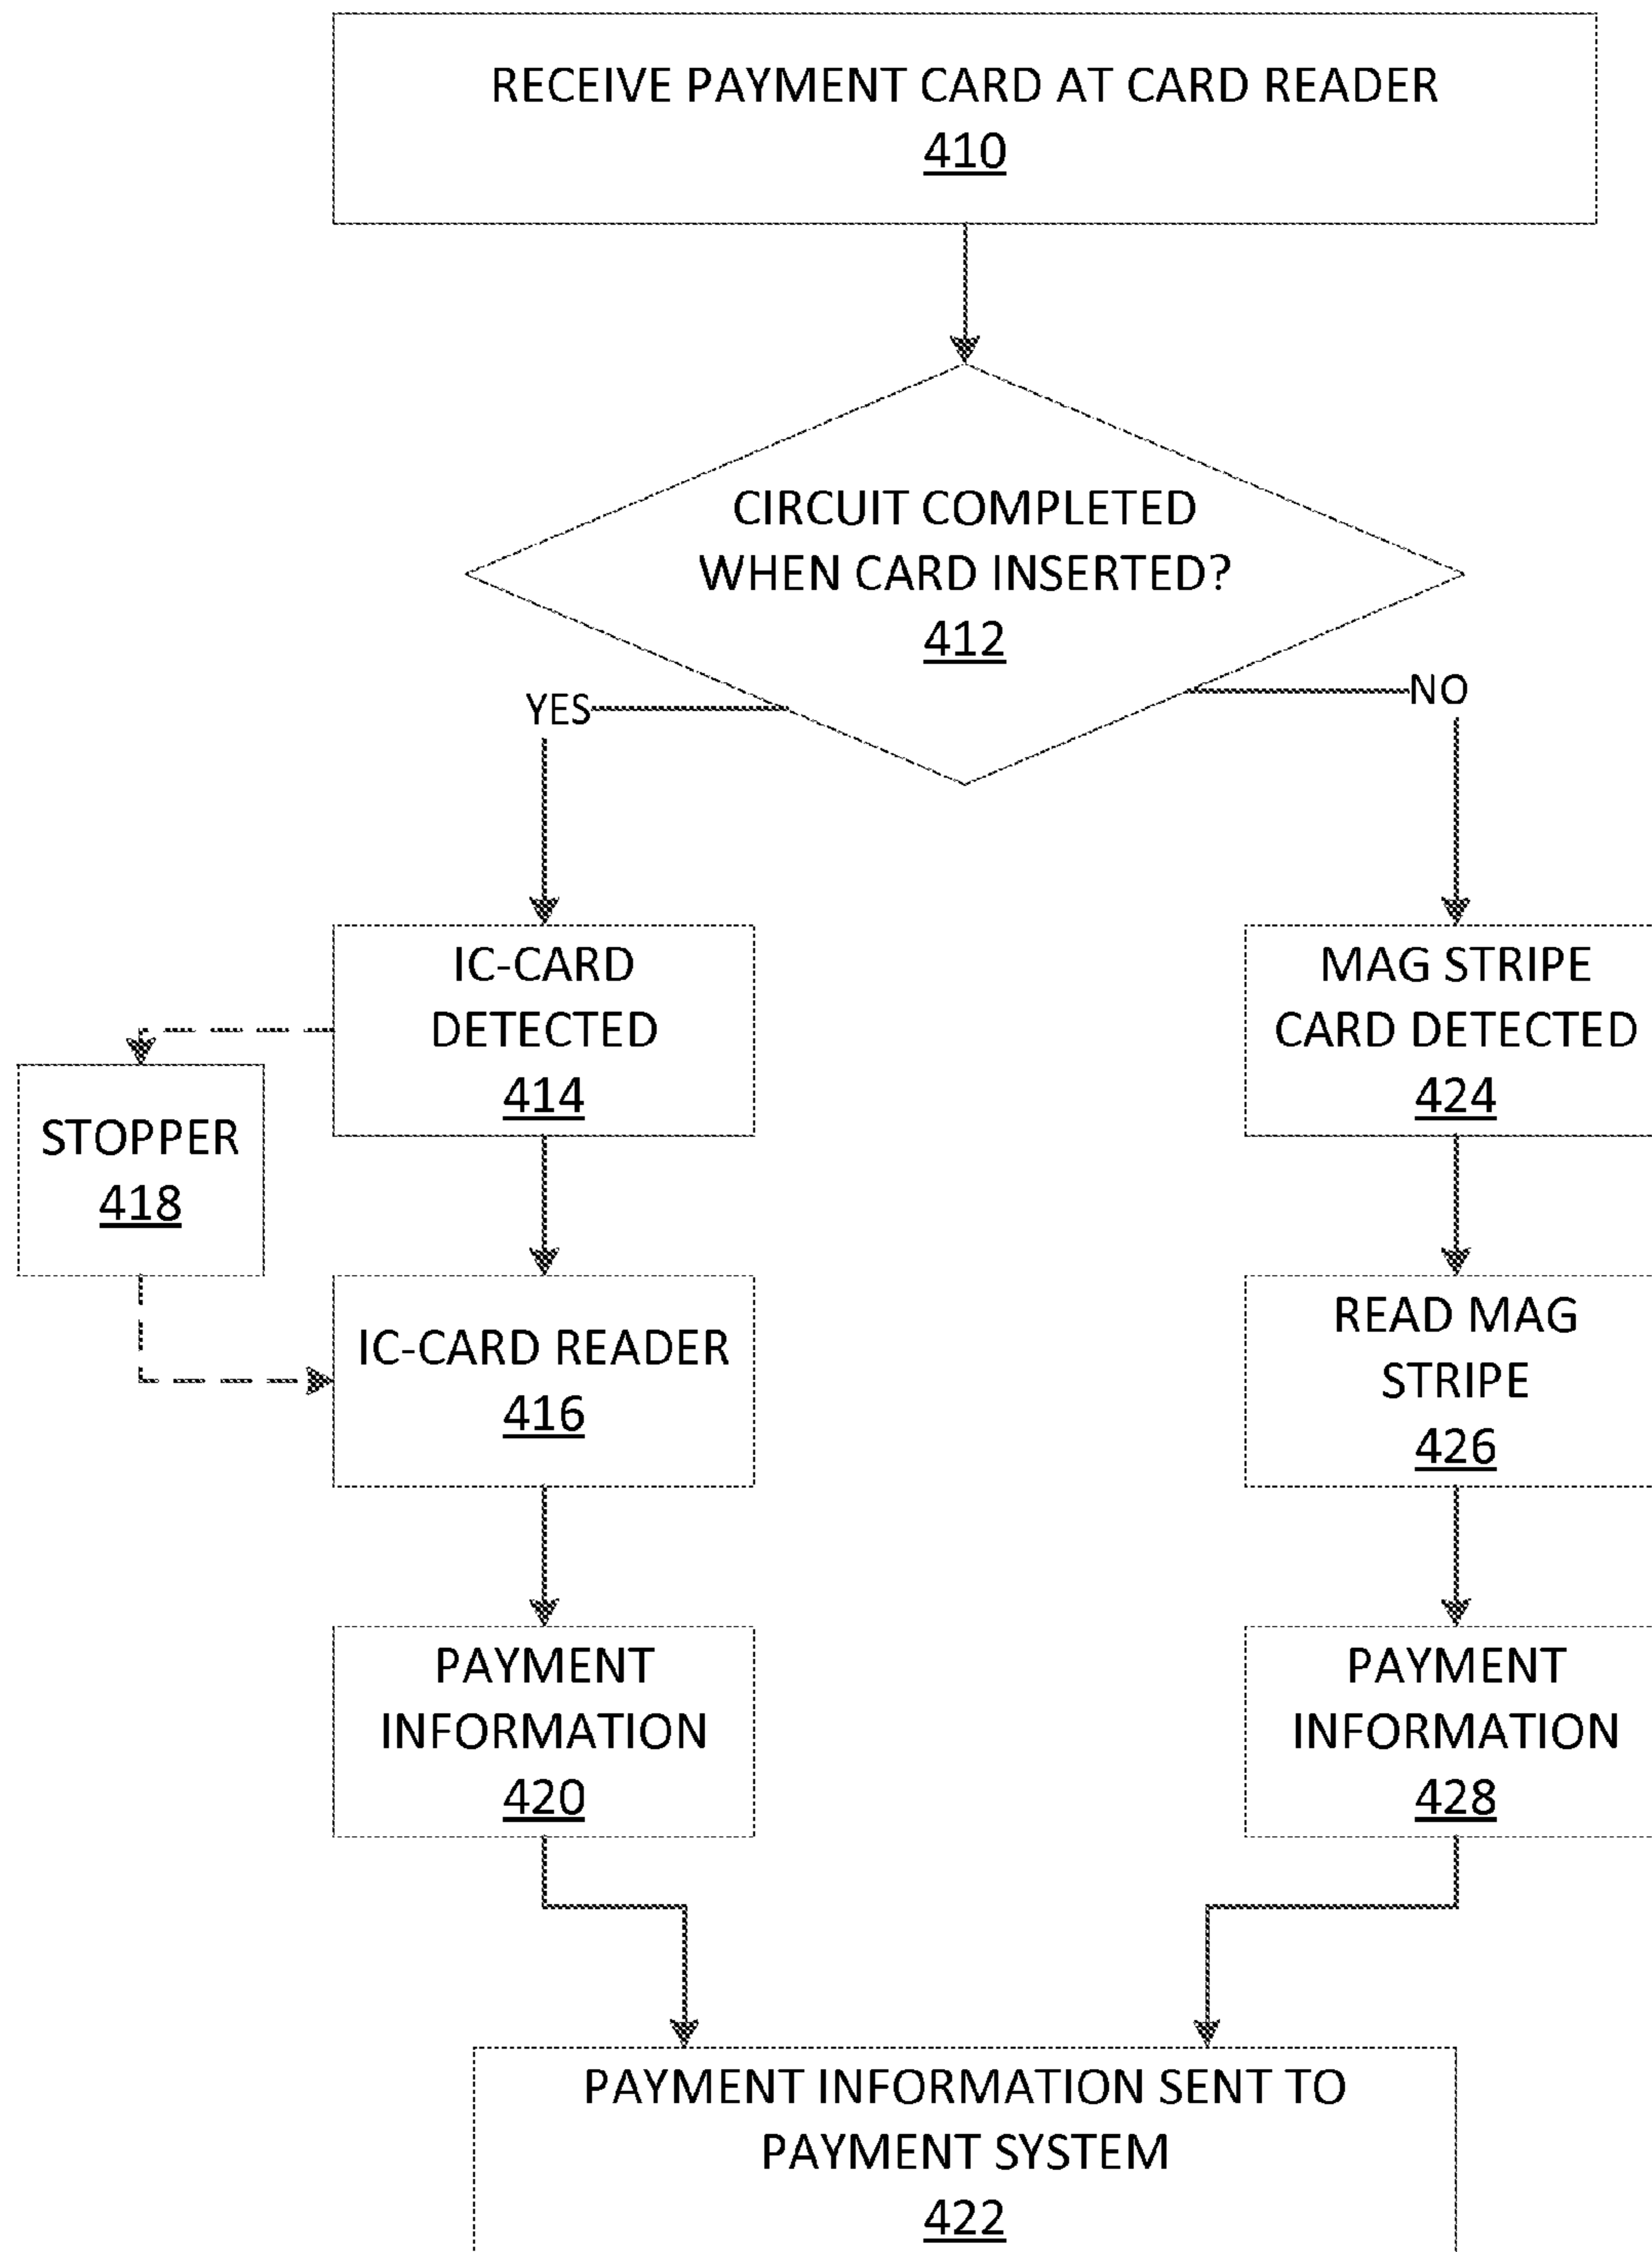 RECEIVE PAYMENT CARD AT CARD READER
410
CIRCUIT COMPLETED
WHEN CARD INSERTED?
412
YES
NO
IC-CARD
DETECTED
414
MAG STRIPE
CARD DETECTED
424
STOPPER
418
IC-CARD READER
416
READ MAG
STRIPE
426
PAYMENT
INFORMATION
420
PAYMENT
INFORMATION
428
PAYMENT INFORMATION SENT TO
PAYMENT SYSTEM
422